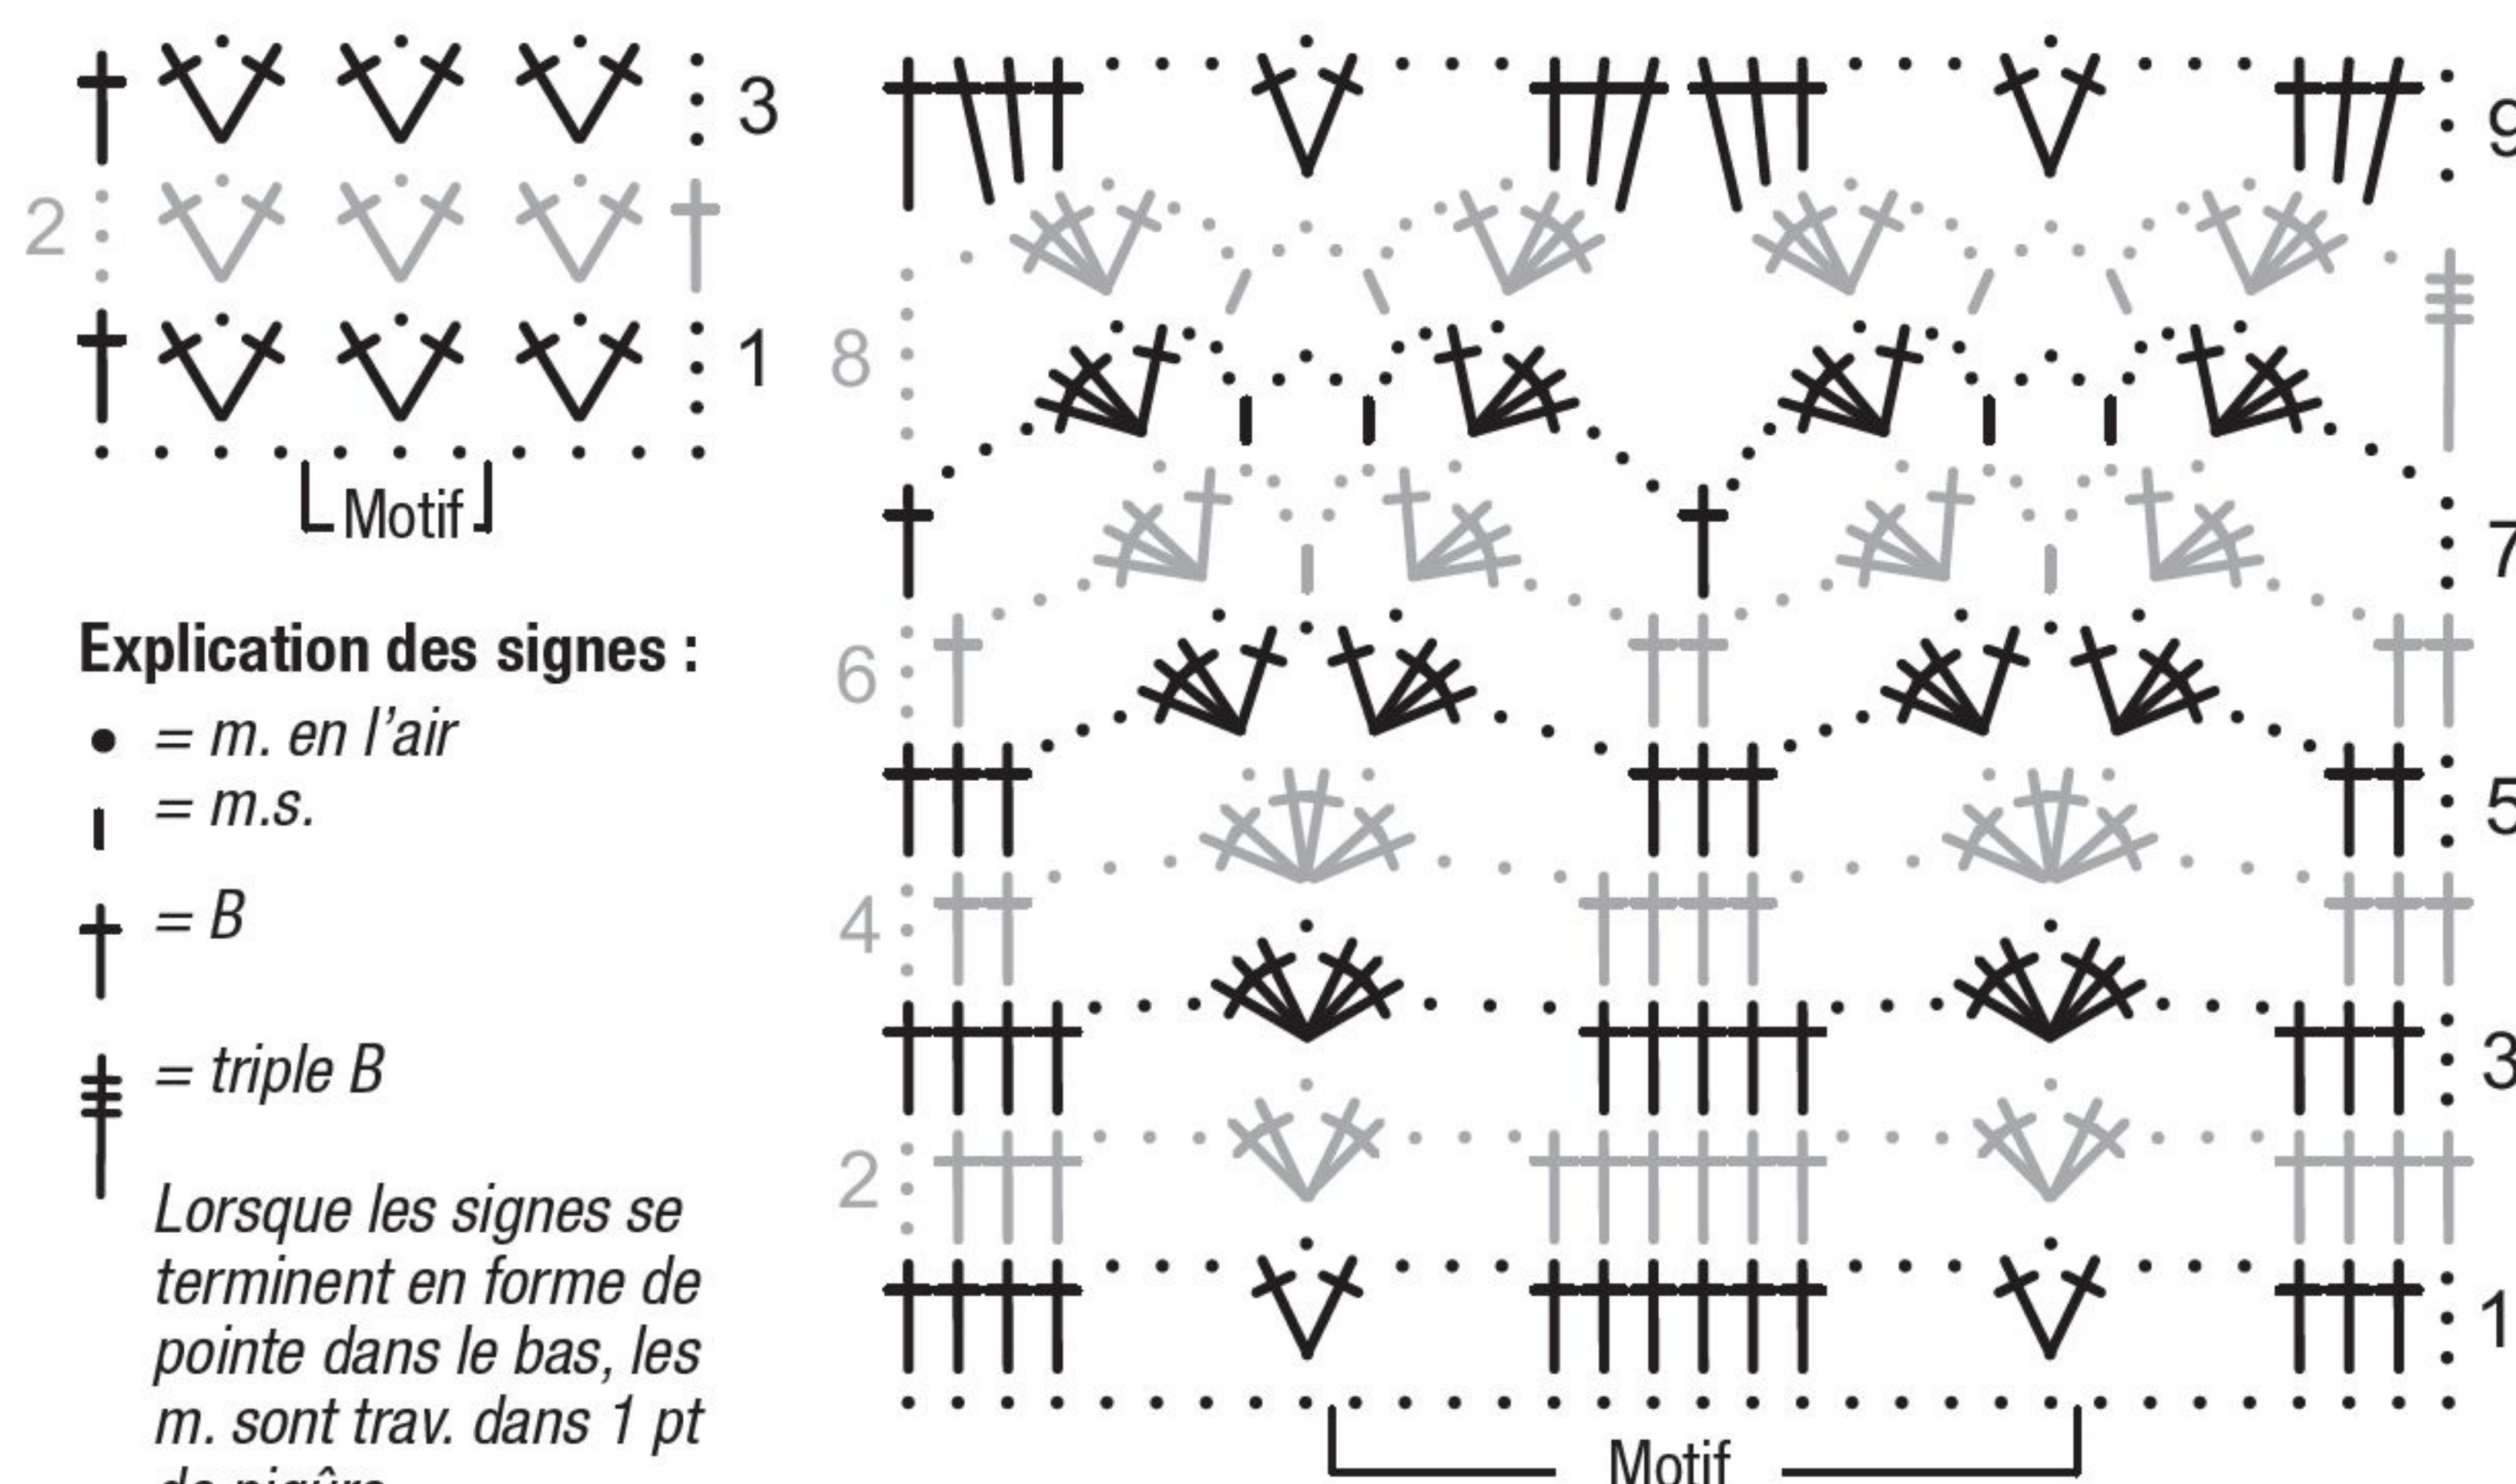 3
2
1
Motif
Explication des signes :
= m. en l'air
= m.s.
= B
= triple B
Lorsque les signes se
terminent en forme de
pointe dans le bas, les
m. sont trav. dans 1 pt
9
8
7
6
5
4
3
2
1
Motif